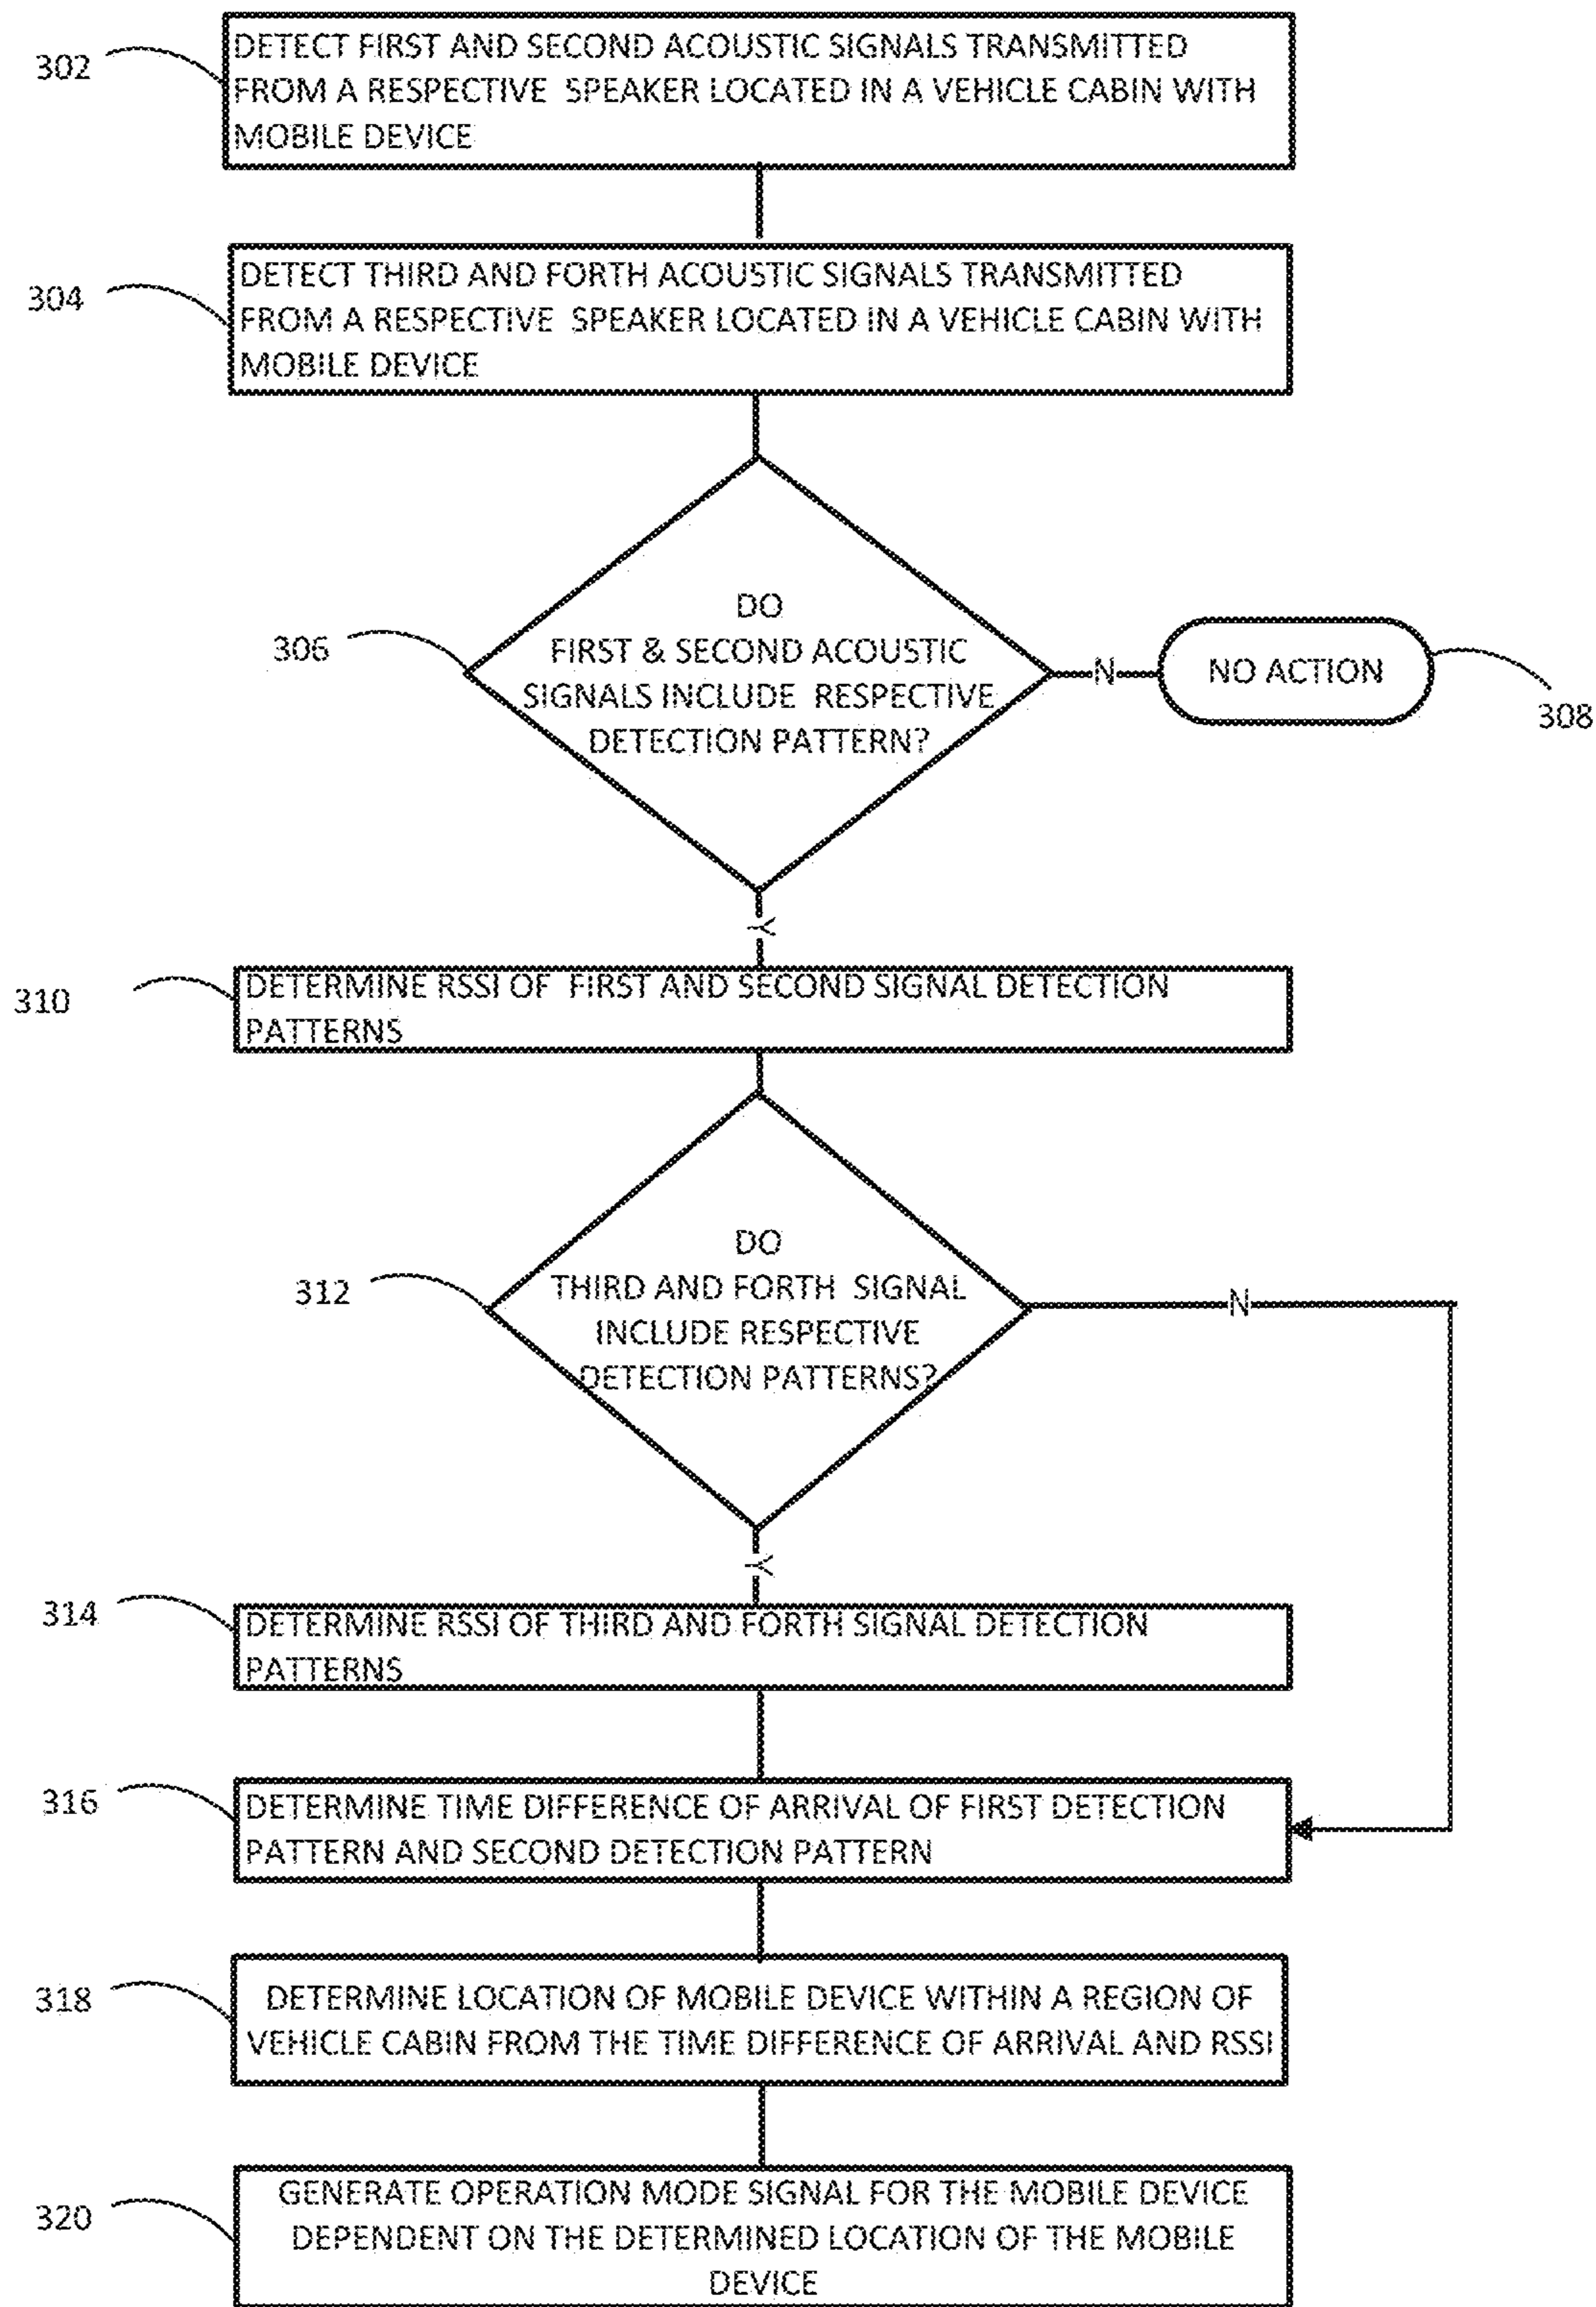 302
DETECT FIRST AND SECOND ACOUSTIC SIGNALS TRANSMITTED
FROM A RESPECTIVE SPEAKER LOCATED IN A VEHICLE CABIN WITH
MOBILE DEVICE
304
DETECT THIRD AND FORTH ACOUSTIC SIGNALS TRANSMITTED
FROM A RESPECTIVE SPEAKER LOCATED IN A VEHICLE CABIN WITH
MOBILE DEVICE
306
DO
FIRST & SECOND ACOUSTIC
SIGNALS INCLUDE RESPECTIVE
DETECTION PATTERN?
N
NO ACTION
308
Y
310
DETERMINE RSSI OF FIRST AND SECOND SIGNAL DETECTION
PATTERNS
312
DO
THIRD AND FORTH SIGNAL
INCLUDE RESPECTIVE
DETECTION PATTERNS?
N
Y
314
DETERMINE RSSI OF THIRD AND FORTH SIGNAL DETECTION
PATTERNS
316
DETERMINE TIME DIFFERENCE OF ARRIVAL OF FIRST DETECTION
PATTERN AND SECOND DETECTION PATTERN
318
DETERMINE LOCATION OF MOBILE DEVICE WITHIN A REGION OF
VEHICLE CABIN FROM THE TIME DIFFERENCE OF ARRIVAL AND RSSI
320
GENERATE OPERATION MODE SIGNAL FOR THE MOBILE DEVICE
DEPENDENT ON THE DETERMINED LOCATION OF THE MOBILE
DEVICE